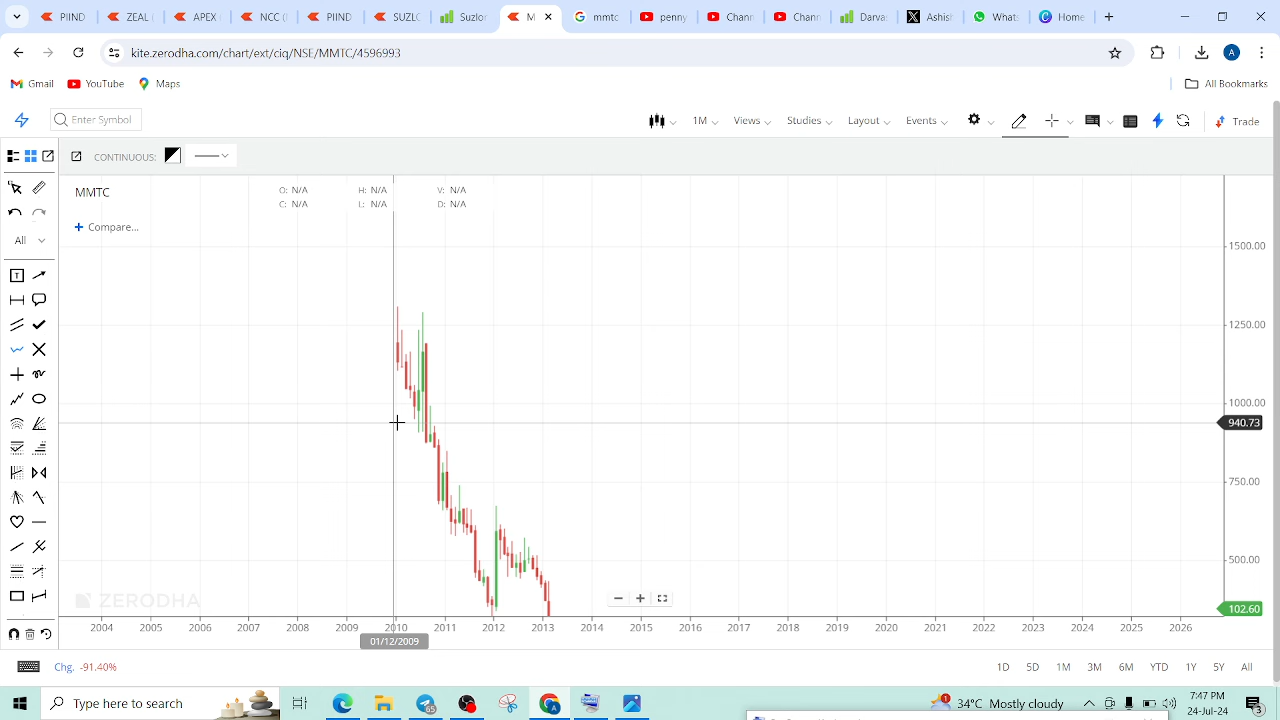 PIND
ZEAL
APEX
NCC I
PIND
SUZL
Suzlo
M
mmtc
penny
Chan
Chan
Darva
Ashis
What
Home
kite.zerodha.com/chart/ext/ciq/NSE/MMTC/4596993
A
Gmail
YouTube
Maps
All Bookmarks
Enter Symbol
1M
Views
Studies
Layout
Events
Trade
CONTINUOUS:
MMTC
O: N/A H: N/A V: N/A
C: N/A L: N/A D: N/A
Compare...
All
T
1500.00
1250.00
1000.00
940.73
750.00
500.00
102.60
ZERODHA
2004 2005 2006 2007 2008 2009 2010 2011 2012 2013 2014 2015 2016 2017 2018 2019 2020 2021 2022 2023 2024 2025 2026
01/12/2009
Chg. -91.40%
1D 5D 1M 3M 6M YTD 1Y 5Y All
Type here to search
34°C Mostly cloudy
7:47 PM
24-Jul-24